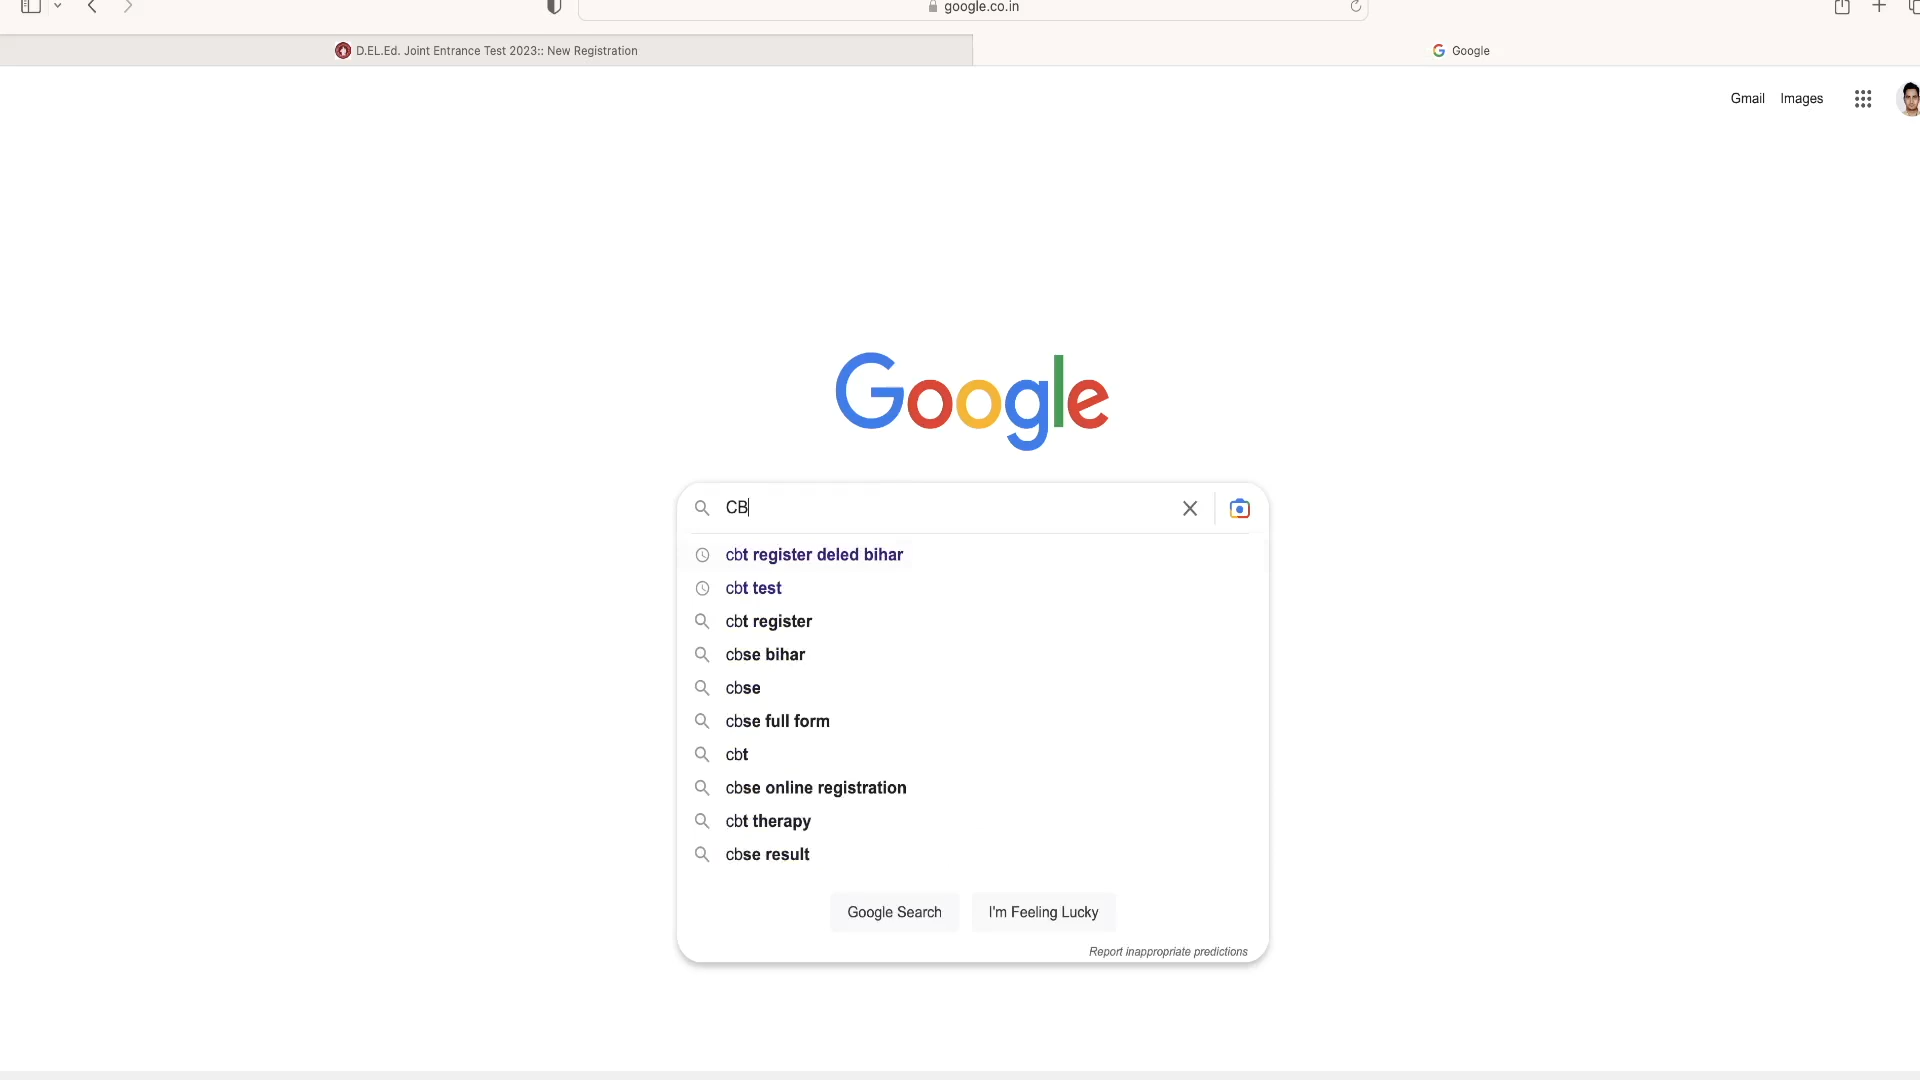 google.co.in
D.EL.Ed. Joint Entrance Test 2023:: New Registration
Google
Gmail Images
Google
CB
cbt register deled bihar
cbt test
cbt register
cbse bihar
cbse
cbse full form
cbt
cbse online registration
cbt therapy
cbse result
Google Search
I'm Feeling Lucky
Report inappropriate predictions